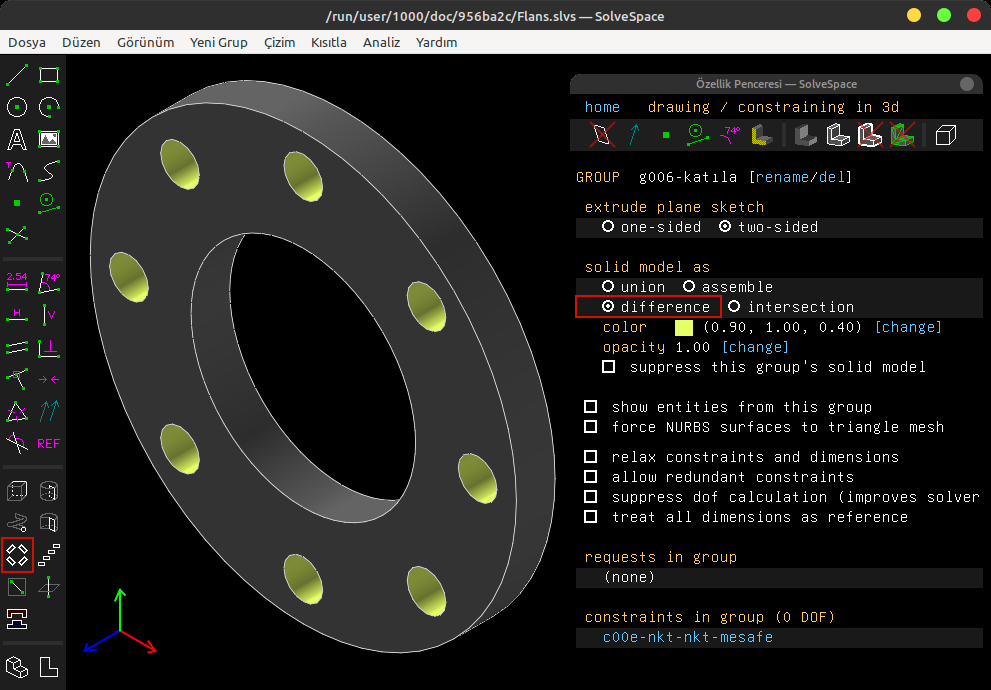 /run/user/1000/doc/956ba2c/Flans.slvs — SolveSpace
Dosya Düzen Görünüm Yeni Grup Çizim Kısıtla Analiz Yardım
Özellik Penceresi — SolveSpace
home drawing / constraining in 3d
74°
GROUP g006-katıla [rename/del]
extrude plane sketch
one-sided two-sided
solid model as
union assemble
difference intersection
color (0.90, 1.00, 0.40) [change]
opacity 1.00 [change]
suppress this group's solid model
show entities from this group
force NURBS surfaces to triangle mesh
relax constraints and dimensions
allow redundant constraints
suppress dof calculation (improves solver
treat all dimensions as reference
requests in group
(none)
constraints in group (0 DOF)
c00e-nkt-nkt-mesafe
A
T
2.54 74°
H V
REF